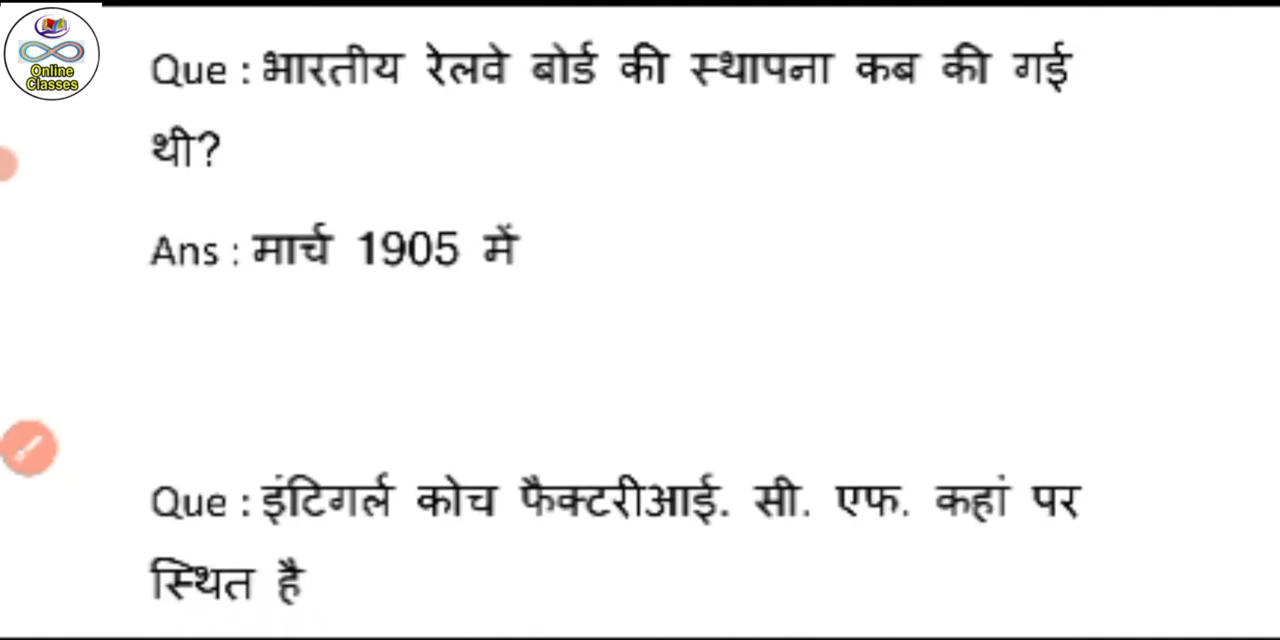 Online
Classes
Que : भारतीय रेलवे बोर्ड की स्थापना कब की गई
थी?
Ans : मार्च 1905 में
Que : इंटिगर्ल कोच फैक्टरीआई. सी. एफ. कहां पर
स्थित है